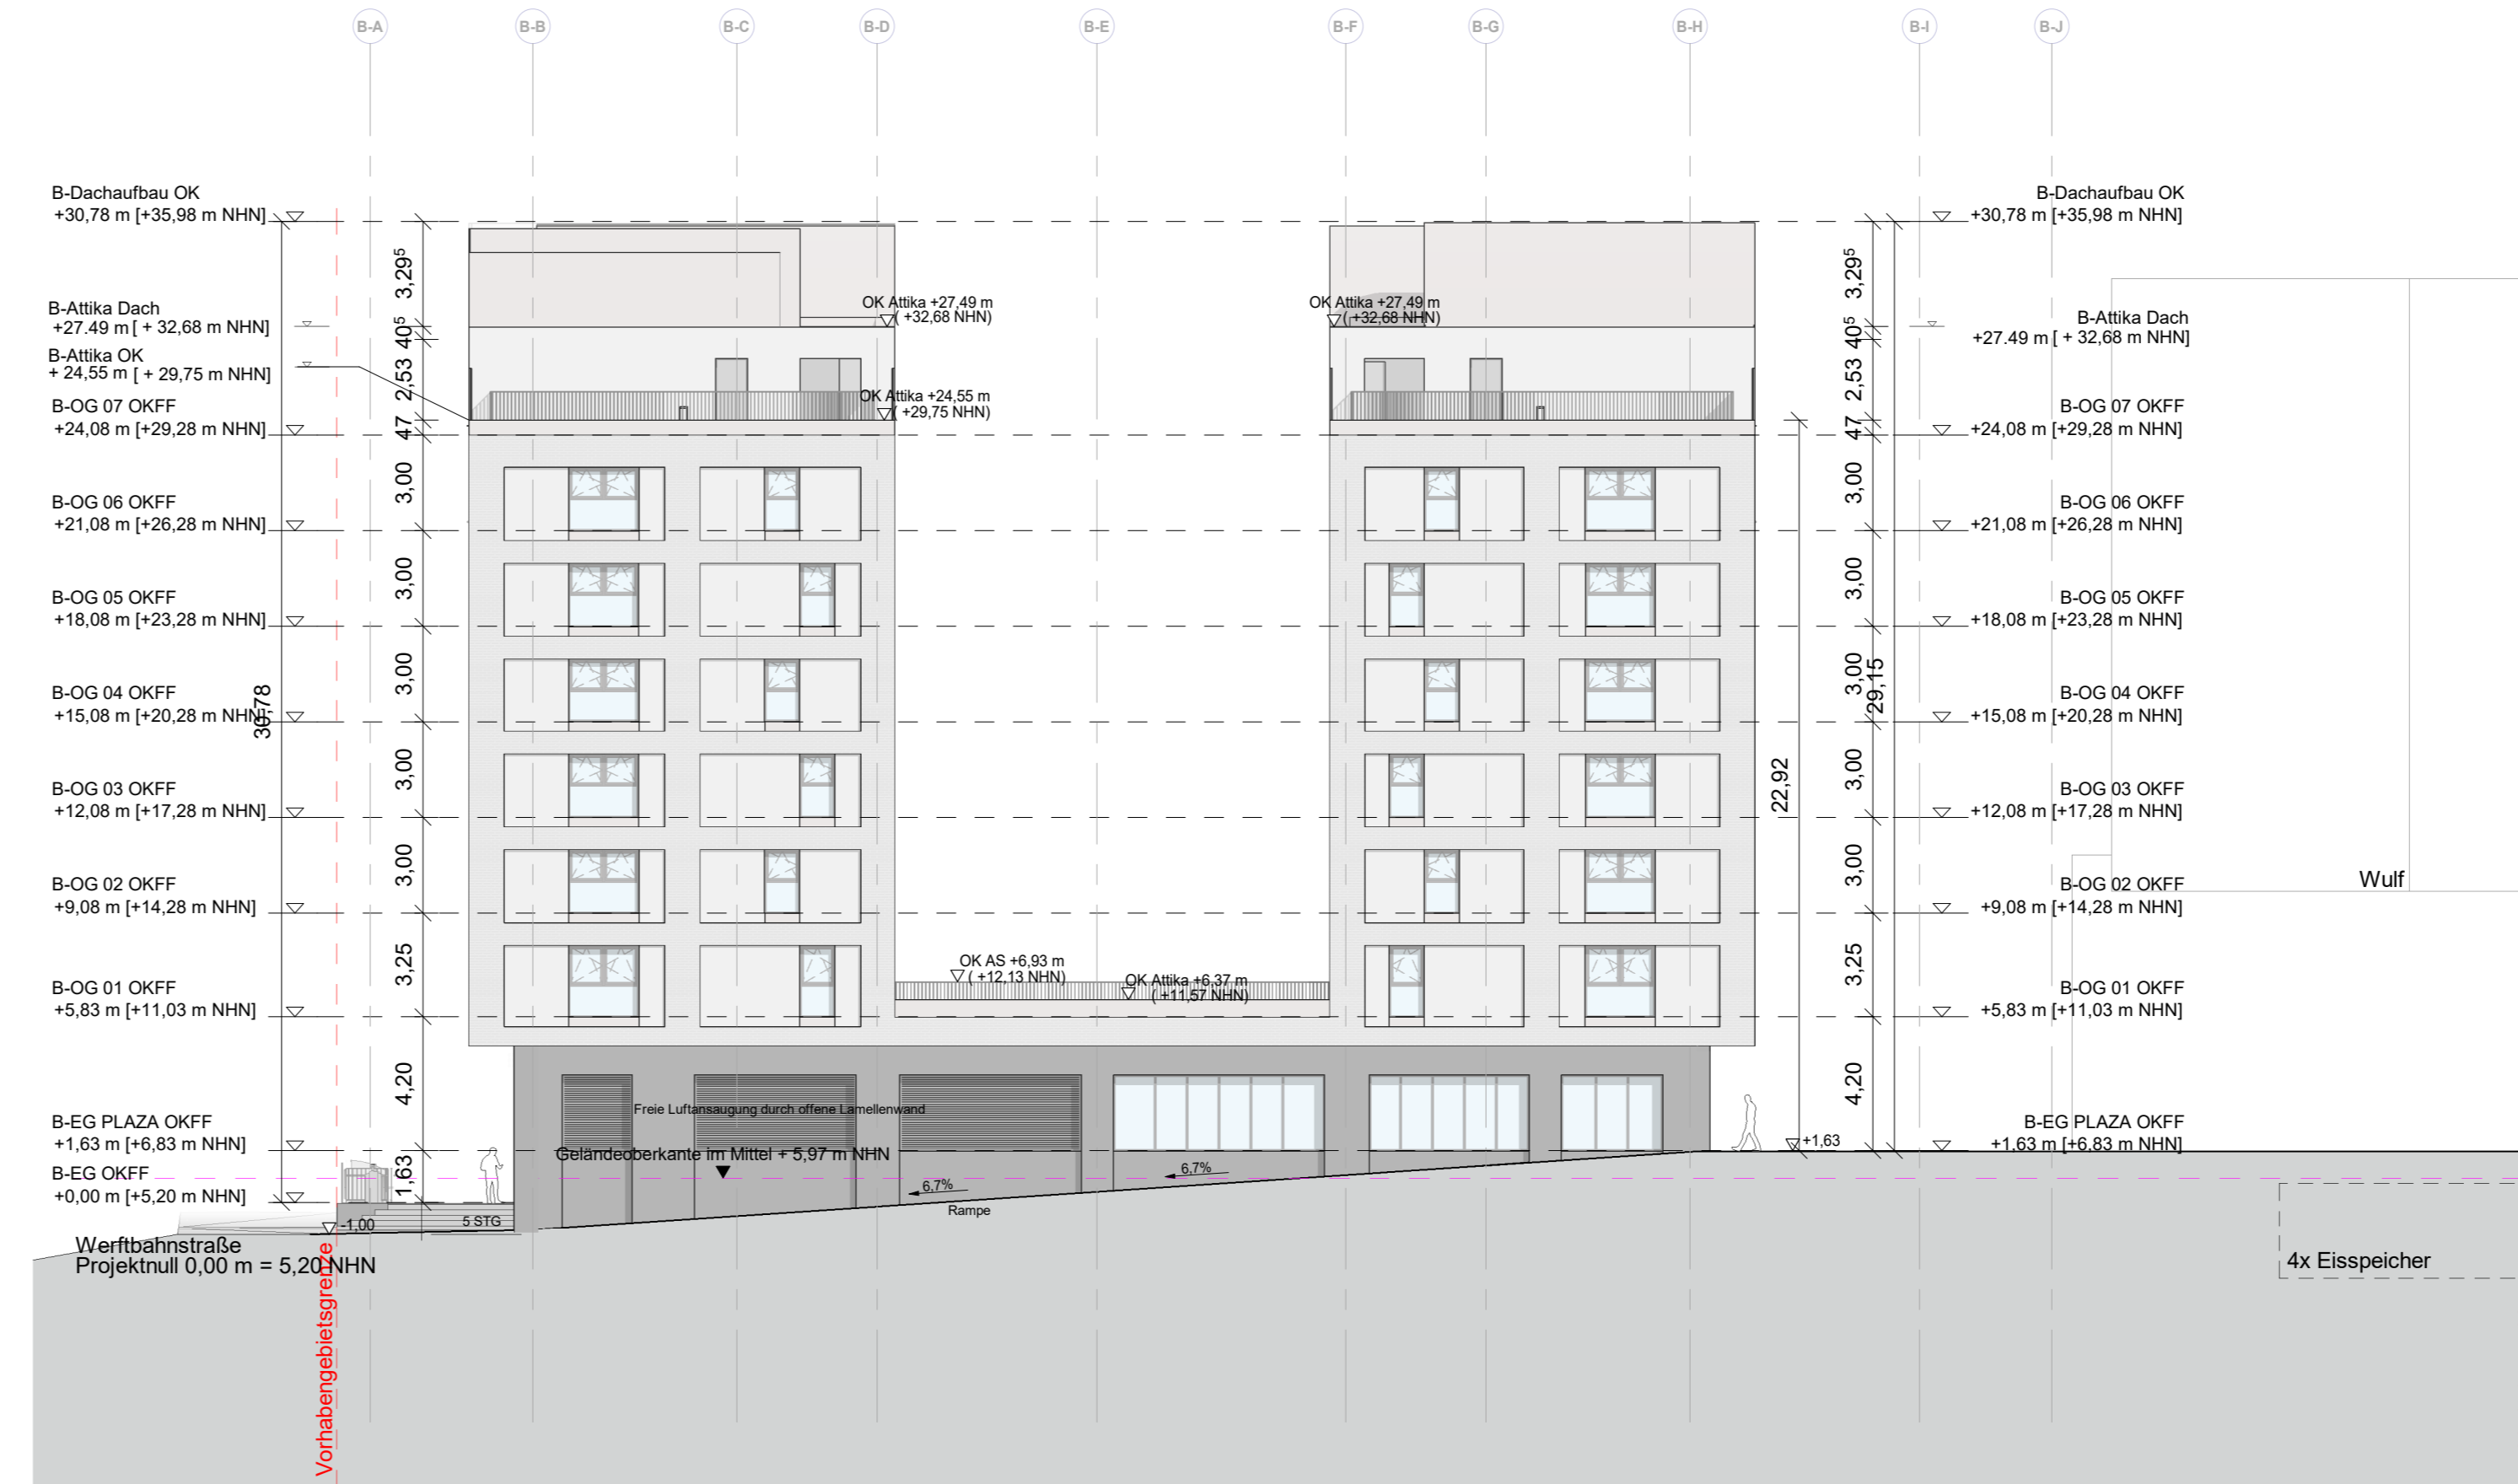 B-A
B-B
B-C
B-D
B-E
B-F
B-G
B-H
B-I
B-J
B-Dachaufbau OK
+30,78 m [+35,98 m NHN]
B-Attika Dach
+27.49 m [ + 32,68 m NHN]
B-Attika OK
+ 24,55 m [ + 29,75 m NHN]
B-OG 07 OKFF
+24,08 m [+29,28 m NHN]
B-OG 06 OKFF
+21,08 m [+26,28 m NHN]
B-OG 05 OKFF
+18,08 m [+23,28 m NHN]
B-OG 04 OKFF
+15,08 m [+20,28 m NHN]
B-OG 03 OKFF
+12,08 m [+17,28 m NHN]
B-OG 02 OKFF
+9,08 m [+14,28 m NHN]
B-OG 01 OKFF
+5,83 m [+11,03 m NHN]
B-EG PLAZA OKFF
+1,63 m [+6,83 m NHN]
B-EG OKFF
+0,00 m [+5,20 m NHN]
30,78
3,29⁵
40⁵
2,53
47
3,00
3,00
3,00
3,00
3,00
3,25
4,20
1,63
OK Attika +27,49 m
( +32,68 NHN)
OK Attika +24,55 m
( +29,75 NHN)
OK Attika +27,49 m
( +32,68 NHN)
OK AS +6,93 m
( +12,13 NHN)
OK Attika +6,37 m
( +11,57 NHN)
Freie Luftansaugung durch offene Lamellenwand
Geländeoberkante im Mittel + 5,97 m NHN
6,7%
6,7%
Rampe
5 STG
-1,00
+1,63
Werftbahnstraße
Projektnull 0,00 m = 5,20 NHN
Vorhabengebietsgrenze
22,92
3,29⁵
40⁵
2,53
47
3,00
3,00
3,00
3,00
3,00
3,25
4,20
29,15
B-Dachaufbau OK
+30,78 m [+35,98 m NHN]
B-Attika Dach
+27.49 m [ + 32,68 m NHN]
B-OG 07 OKFF
+24,08 m [+29,28 m NHN]
B-OG 06 OKFF
+21,08 m [+26,28 m NHN]
B-OG 05 OKFF
+18,08 m [+23,28 m NHN]
B-OG 04 OKFF
+15,08 m [+20,28 m NHN]
B-OG 03 OKFF
+12,08 m [+17,28 m NHN]
B-OG 02 OKFF
+9,08 m [+14,28 m NHN]
B-OG 01 OKFF
+5,83 m [+11,03 m NHN]
B-EG PLAZA OKFF
+1,63 m [+6,83 m NHN]
Wulf
4x Eisspeicher